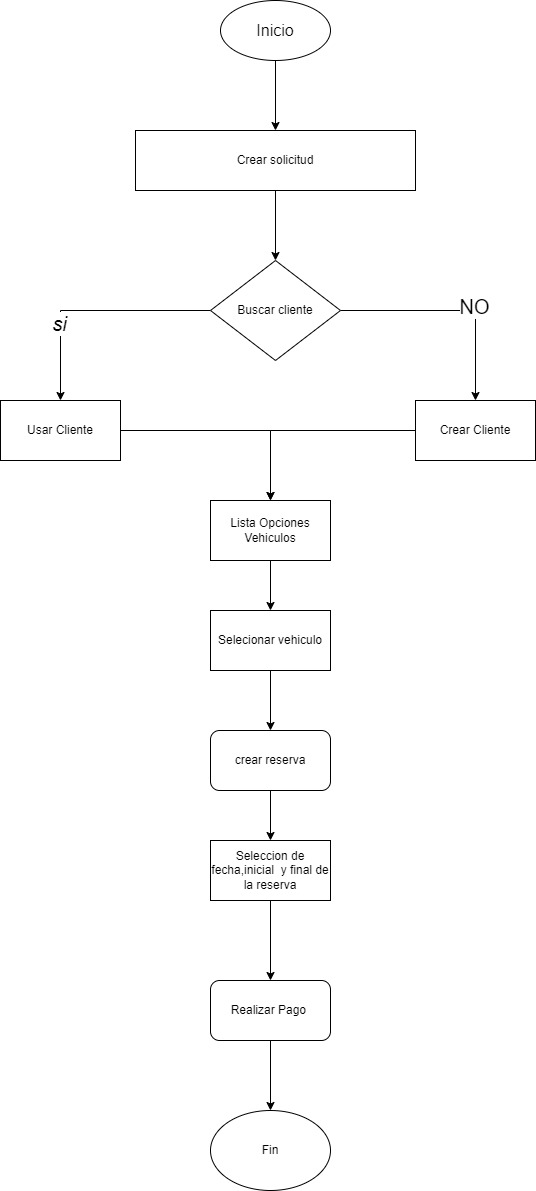 Inicio
Crear solicitud
Buscar cliente
si
NO
Usar Cliente
Crear Cliente
Lista Opciones
Vehiculos
Selecionar vehiculo
crear reserva
Seleccion de
fecha,inicial y final de
la reserva
Realizar Pago
Fin